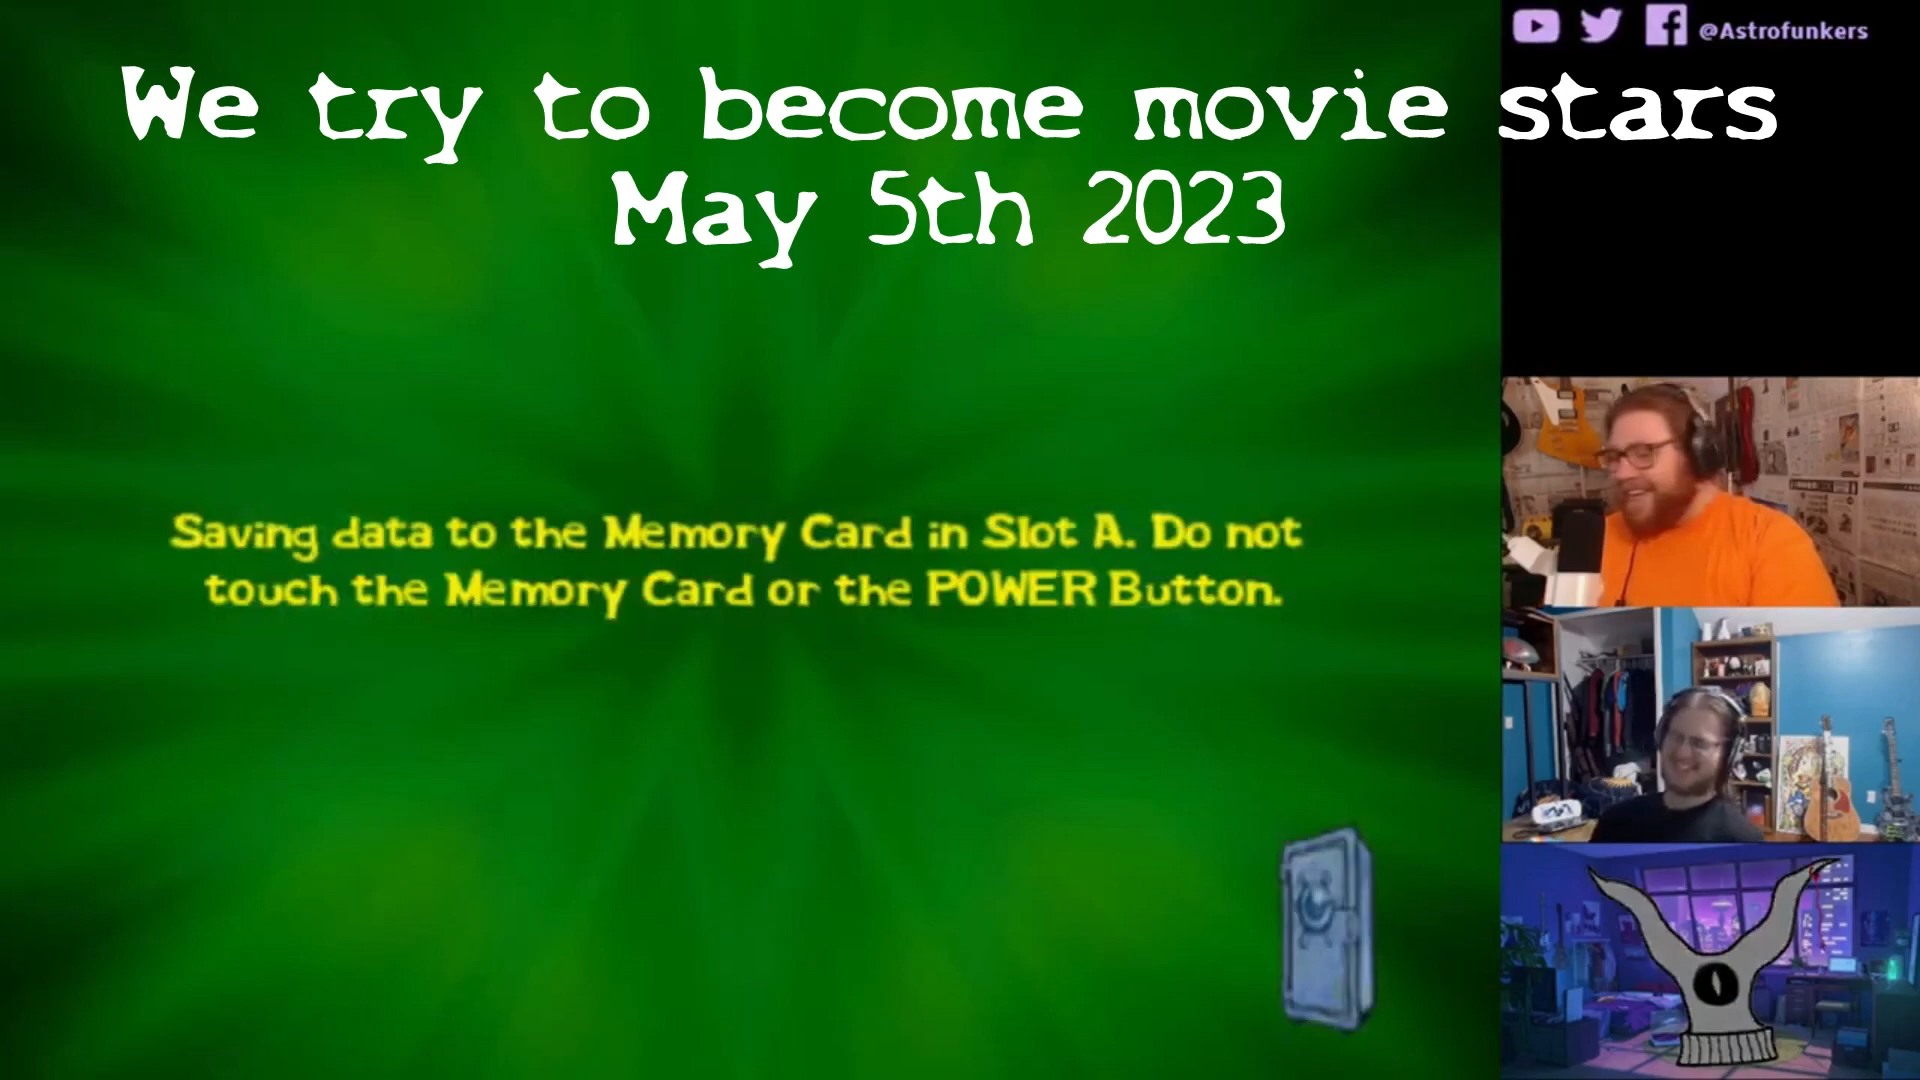 @Astrofunkers
We try to become movie stars
May 5th 2023
Saving data to the Memory Card in Slot A. Do not
touch the Memory Card or the POWER Button.